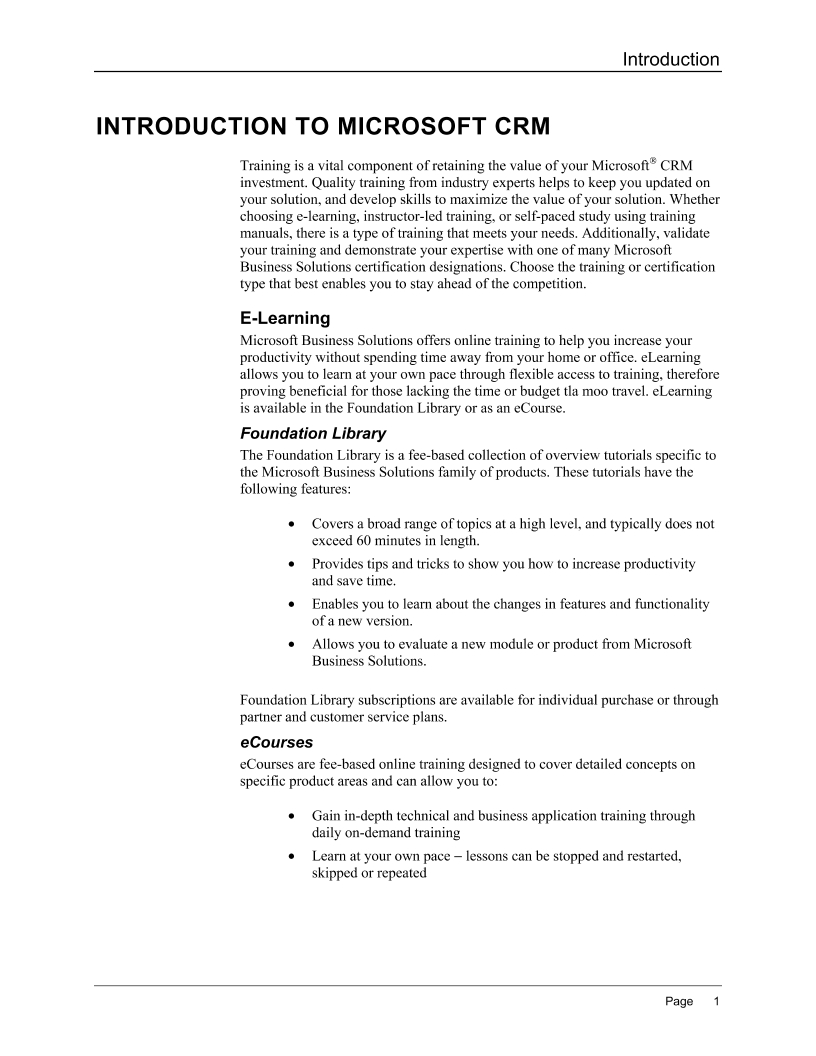 Introduction
INTRODUCTION TO MICROSOFT CRM
Training is a vital component of retaining the value of your Microsoft® CRM
investment. Quality training from industry experts helps to keep you updated on
your solution, and develop skills to maximize the value of your solution. Whether
choosing e-learning, instructor-led training, or self-paced study using training
manuals, there is a type of training that meets your needs. Additionally, validate
your training and demonstrate your expertise with one of many Microsoft
Business Solutions certification designations. Choose the training or certification
type that best enables you to stay ahead of the competition.
E-Learning
Microsoft Business Solutions offers online training to help you increase your
productivity without spending time away from your home or office. eLearning
allows you to learn at your own pace through flexible access to training, therefore
proving beneficial for those lacking the time or budget tla moo travel. eLearning
is available in the Foundation Library or as an eCourse.
Foundation Library
The Foundation Library is a fee-based collection of overview tutorials specific to
the Microsoft Business Solutions family of products. These tutorials have the
following features:
• Covers a broad range of topics at a high level, and typically does not
exceed 60 minutes in length.
• Provides tips and tricks to show you how to increase productivity
and save time.
• Enables you to learn about the changes in features and functionality
of a new version.
• Allows you to evaluate a new module or product from Microsoft
Business Solutions.
Foundation Library subscriptions are available for individual purchase or through
partner and customer service plans.
eCourses
eCourses are fee-based online training designed to cover detailed concepts on
specific product areas and can allow you to:
• Gain in-depth technical and business application training through
daily on-demand training
• Learn at your own pace – lessons can be stopped and restarted,
skipped or repeated
Page 1